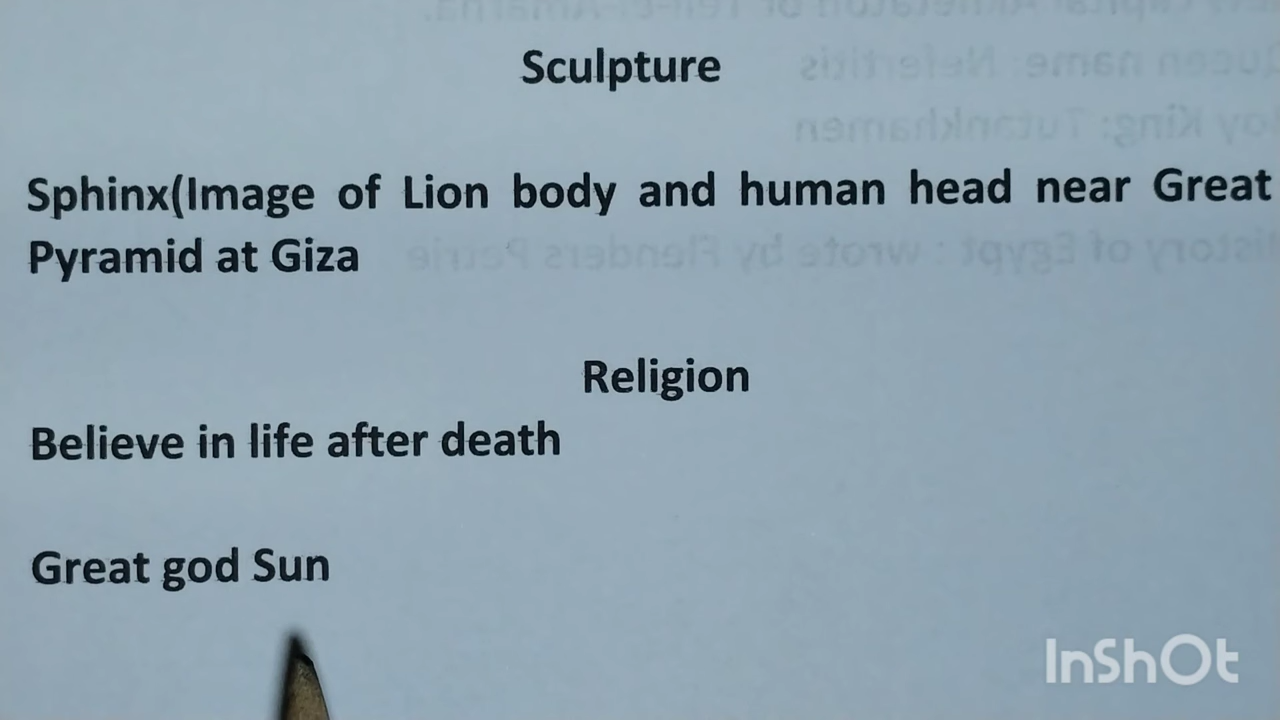 Sculpture
Sphinx(Image of Lion body and human head near Great
Pyramid at Giza
Religion
Believe in life after death
Great god Sun
InShOt